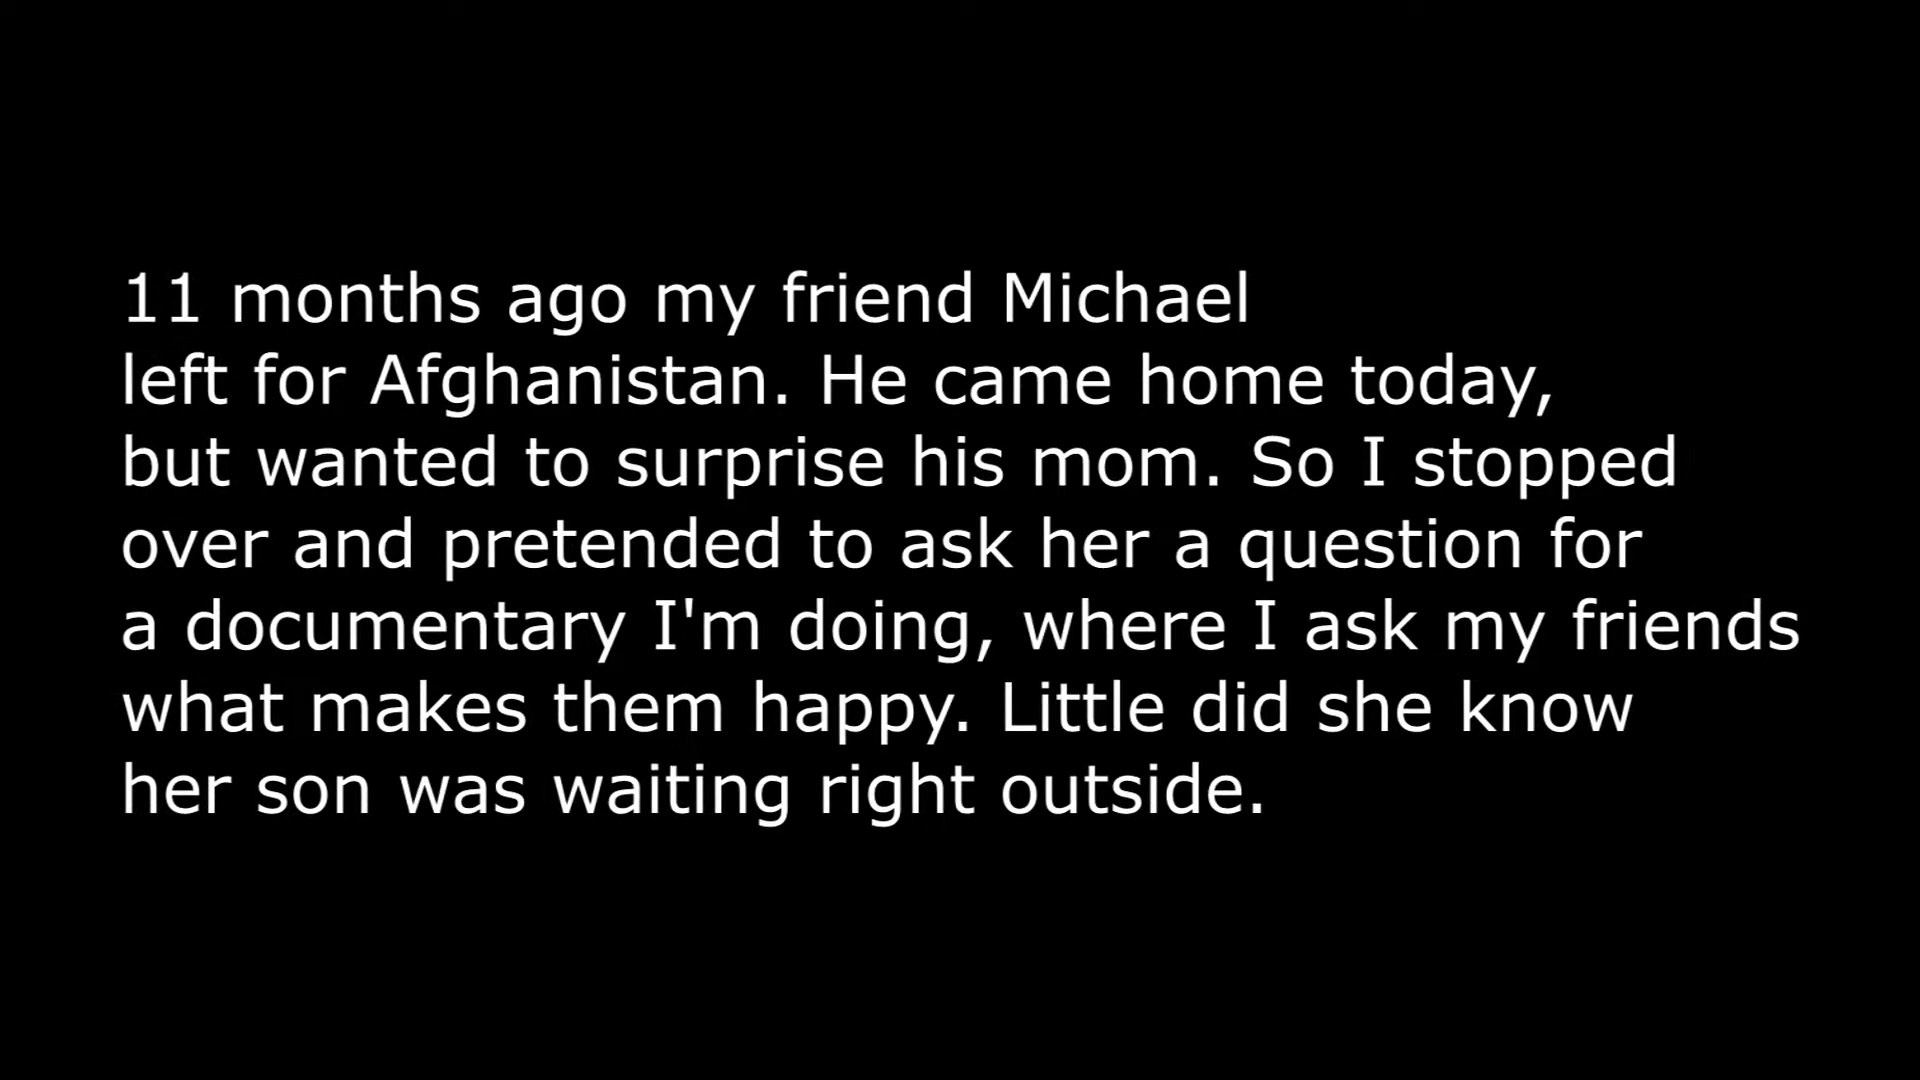 11 months ago my friend Michael
left for Afghanistan. He came home today,
but wanted to surprise his mom. So I stopped
over and pretended to ask her a question for
a documentary I'm doing, where I ask my friends
what makes them happy. Little did she know
her son was waiting right outside.